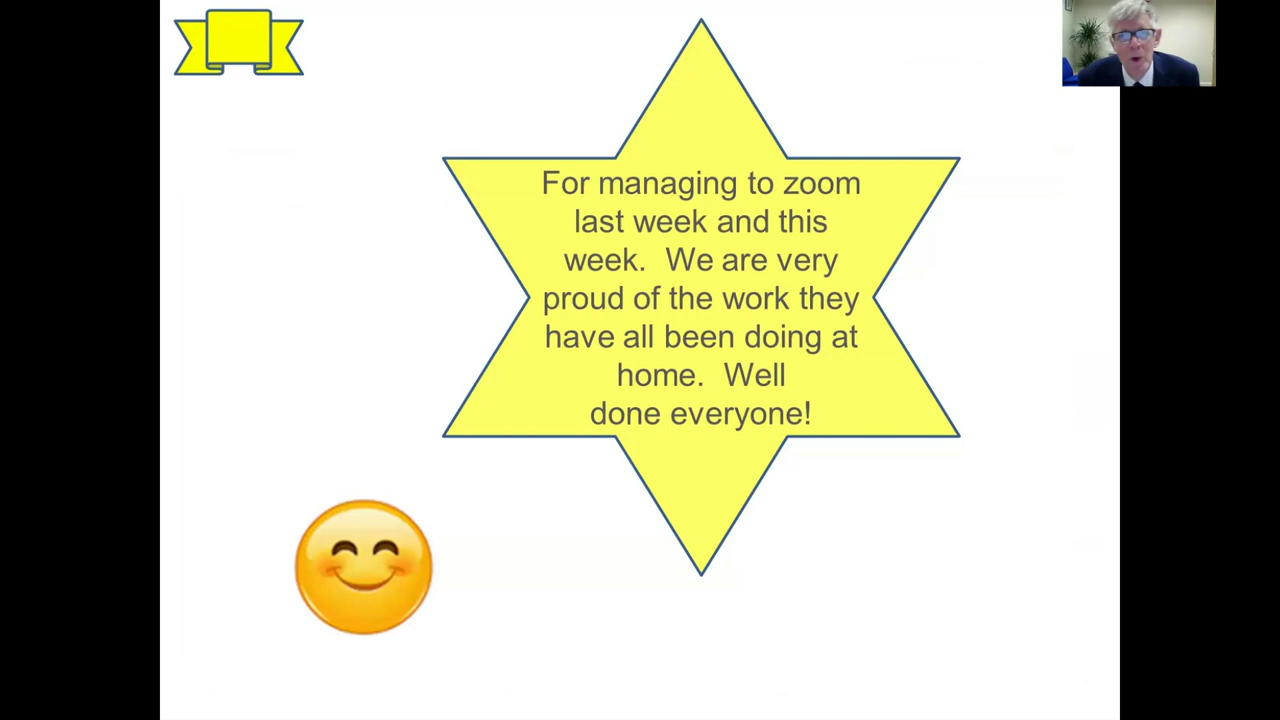 For managing to zoom
last week and this
week.  We are very
proud of the work they
have all been doing at
home.  Well
done everyone!